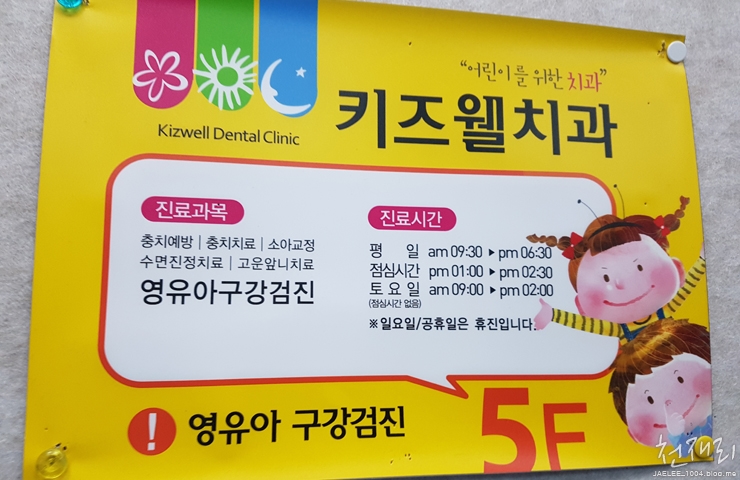 "어린이를 위한 치과"
키즈웰치과
Kizwell Dental Clinic
진료과목
충치예방 | 충치치료 | 소아교정
수면진정치료 | 고운앞니치료
영유아구강검진
진료시간
평 일 am 09:30 ▶ pm 06:30
점심시간 pm 01:00 ▶ pm 02:30
토 요 일 am 09:00 ▶ pm 02:00
(점심시간 없음)
※일요일/공휴일은 휴진입니다.
! 영유아 구강검진
5F
천재리
JAELEE_1004.blog.me